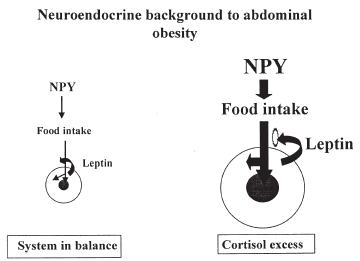 Neuroendocrine background to abdominal
obesity
NPY
Food intake
Leptin
System in balance
NPY
Food intake
Leptin
Cortisol excess